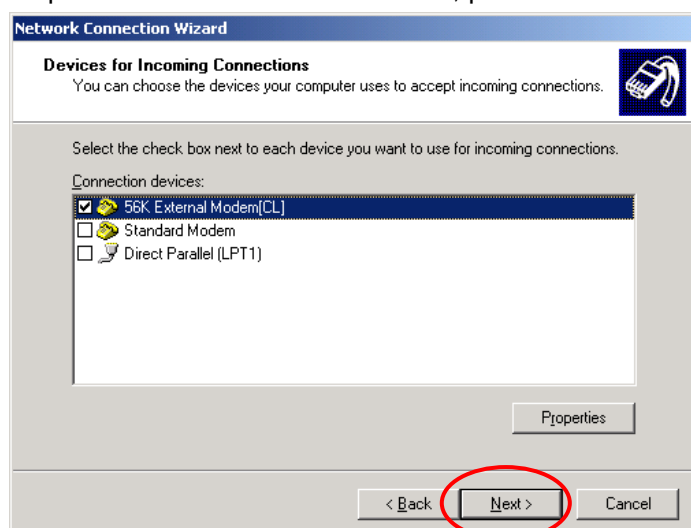 Network Connection Wizard
Devices for Incoming Connections
You can choose the devices your computer uses to accept incoming connections.
Select the check box next to each device you want to use for incoming connections.
Connection devices:
56K External Modem[CL]
Standard Modem
Direct Parallel (LPT1)
Properties
< Back Next > Cancel